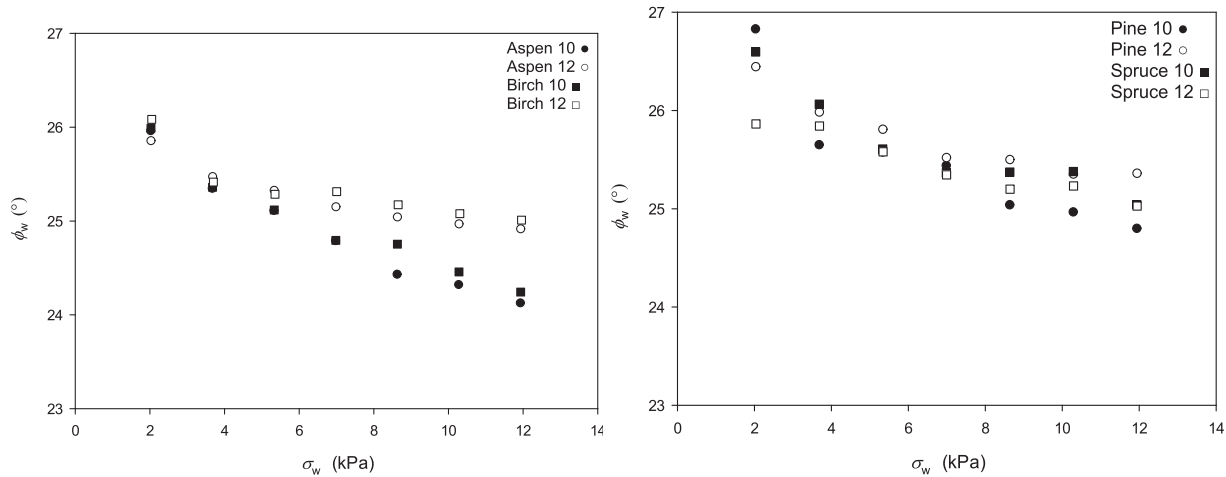 27
26
25
24
23
ϕw (°)
Aspen 10
Aspen 12
Birch 10
Birch 12
0 2 4 6 8 10 12 14
σw (kPa)
27
26
25
24
23
ϕw (°)
Pine 10
Pine 12
Spruce 10
Spruce 12
0 2 4 6 8 10 12 14
σw (kPa)